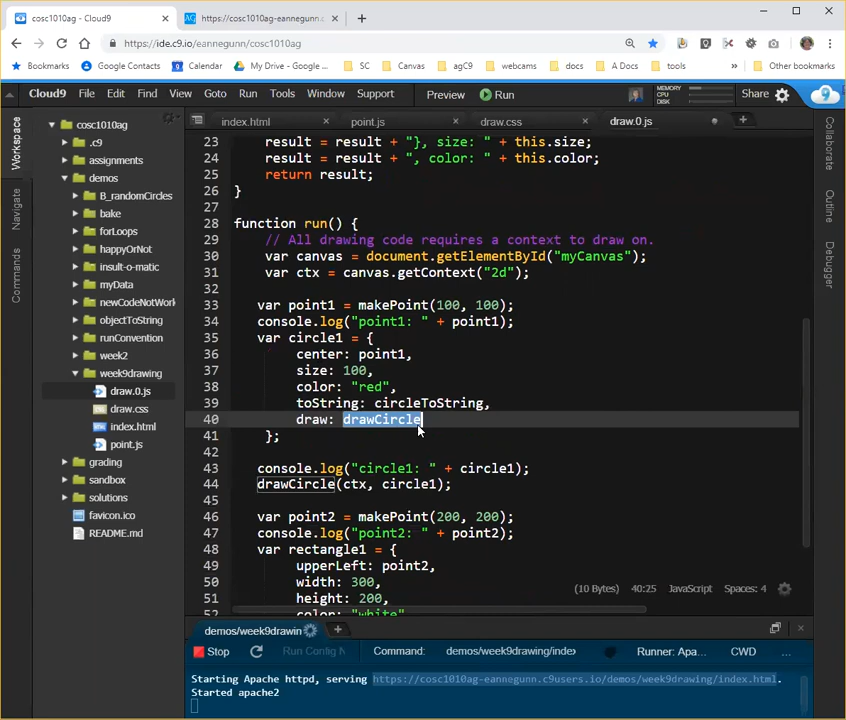 cosc1010ag - Cloud9
https://cosc1010ag-eannegunn.c
https://ide.c9.io/eannegunn/cosc1010ag
Bookmarks Google Contacts Calendar My Drive - Google ... SC Canvas agC9 webcams docs A Docs tools » Other bookmarks
Cloud9 File Edit Find View Goto Run Tools Window Support Preview Run MEMORY CPU DISK Share
Workspace
Navigate
Commands
cosc1010ag
.c9
assignments
demos
B_randomCircles
bake
forLoops
happyOrNot
insult-o-matic
myData
newCodeNotWork
objectToString
runConvention
week2
week9drawing
draw.0.js
draw.css
index.html
point.js
grading
sandbox
solutions
favicon.ico
README.md
index.html point.js draw.css draw.0.js
23 result = result + "}, size: " + this.size;
24 result = result + ", color: " + this.color;
25 return result;
26 }
27
28 function run() {
29 // All drawing code requires a context to draw on.
30 var canvas = document.getElementById("myCanvas");
31 var ctx = canvas.getContext("2d");
32
33 var point1 = makePoint(100, 100);
34 console.log("point1: " + point1);
35 var circle1 = {
36 center: point1,
37 size: 100,
38 color: "red",
39 toString: circleToString,
40 draw: drawCircle
41 };
42
43 console.log("circle1: " + circle1);
44 drawCircle(ctx, circle1);
45
46 var point2 = makePoint(200, 200);
47 console.log("point2: " + point2);
48 var rectangle1 = {
49 upperLeft: point2,
50 width: 300,
51 height: 200,
52 color: "white"
(10 Bytes) 40:25 JavaScript Spaces: 4
Collaborate
Outline
Debugger
demos/week9drawin
Stop Run Config N Command: demos/week9drawing/index Runner: Apa... CWD ...
Starting Apache httpd, serving https://cosc1010ag-eannegunn.c9users.io/demos/week9drawing/index.html.
Started apache2